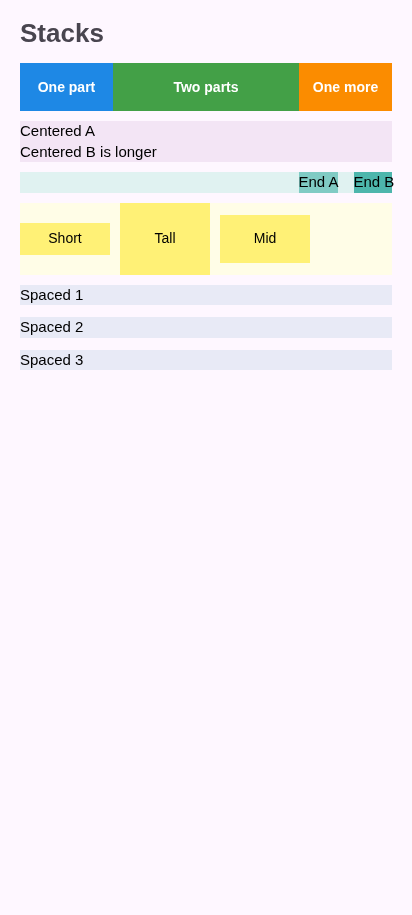 Stacks
One part Two parts One more
Centered A
Centered B is longer
End A End B
Short Tall Mid
Spaced 1
Spaced 2
Spaced 3